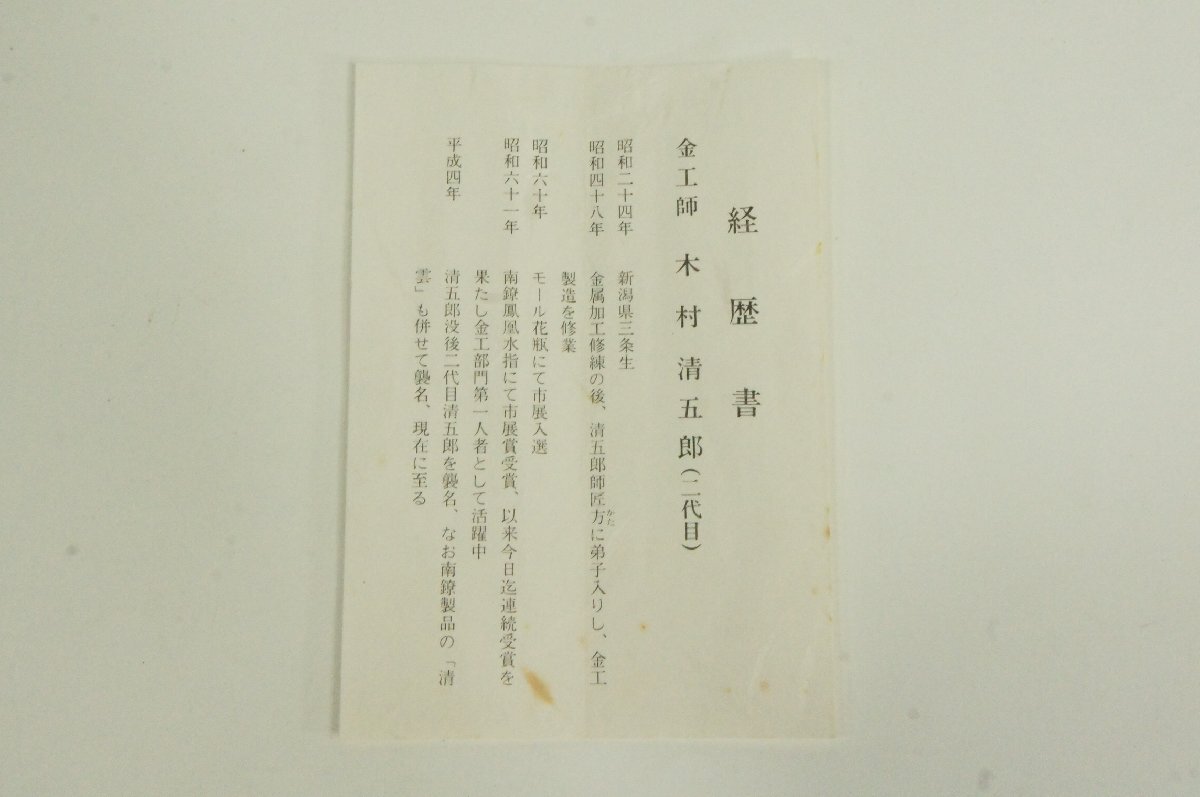 経歴書
金工師 木村清五郎(二代目)
昭和二十四年 新潟県三条生
昭和四十八年 金属加工修練の後、清五郎師匠方かたに弟子入りし、金工
製造を修業
昭和六十年 モール花瓶にて市展入選
昭和六十一年 南鐐鳳凰水指にて市展賞受賞、以来今日迄連続受賞を
果たし金工部門第一人者として活躍中
平成四年 清五郎没後二代目清五郎を襲名、なお南鐐製品の「清
雲」も併せて襲名、現在に至る